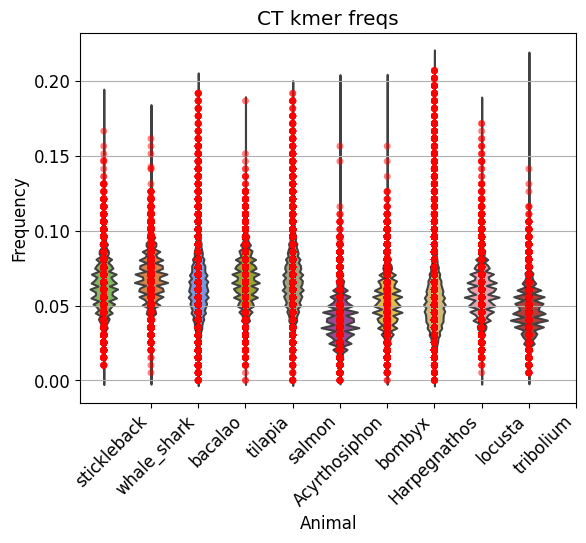 CT kmer freqs
Frequency
0.20
0.15
0.10
0.05
0.00
stickleback
whale_shark
bacalao
tilapia
salmon
Acyrthosiphon
bombyx
Harpegnathos
locusta
tribolium
Animal